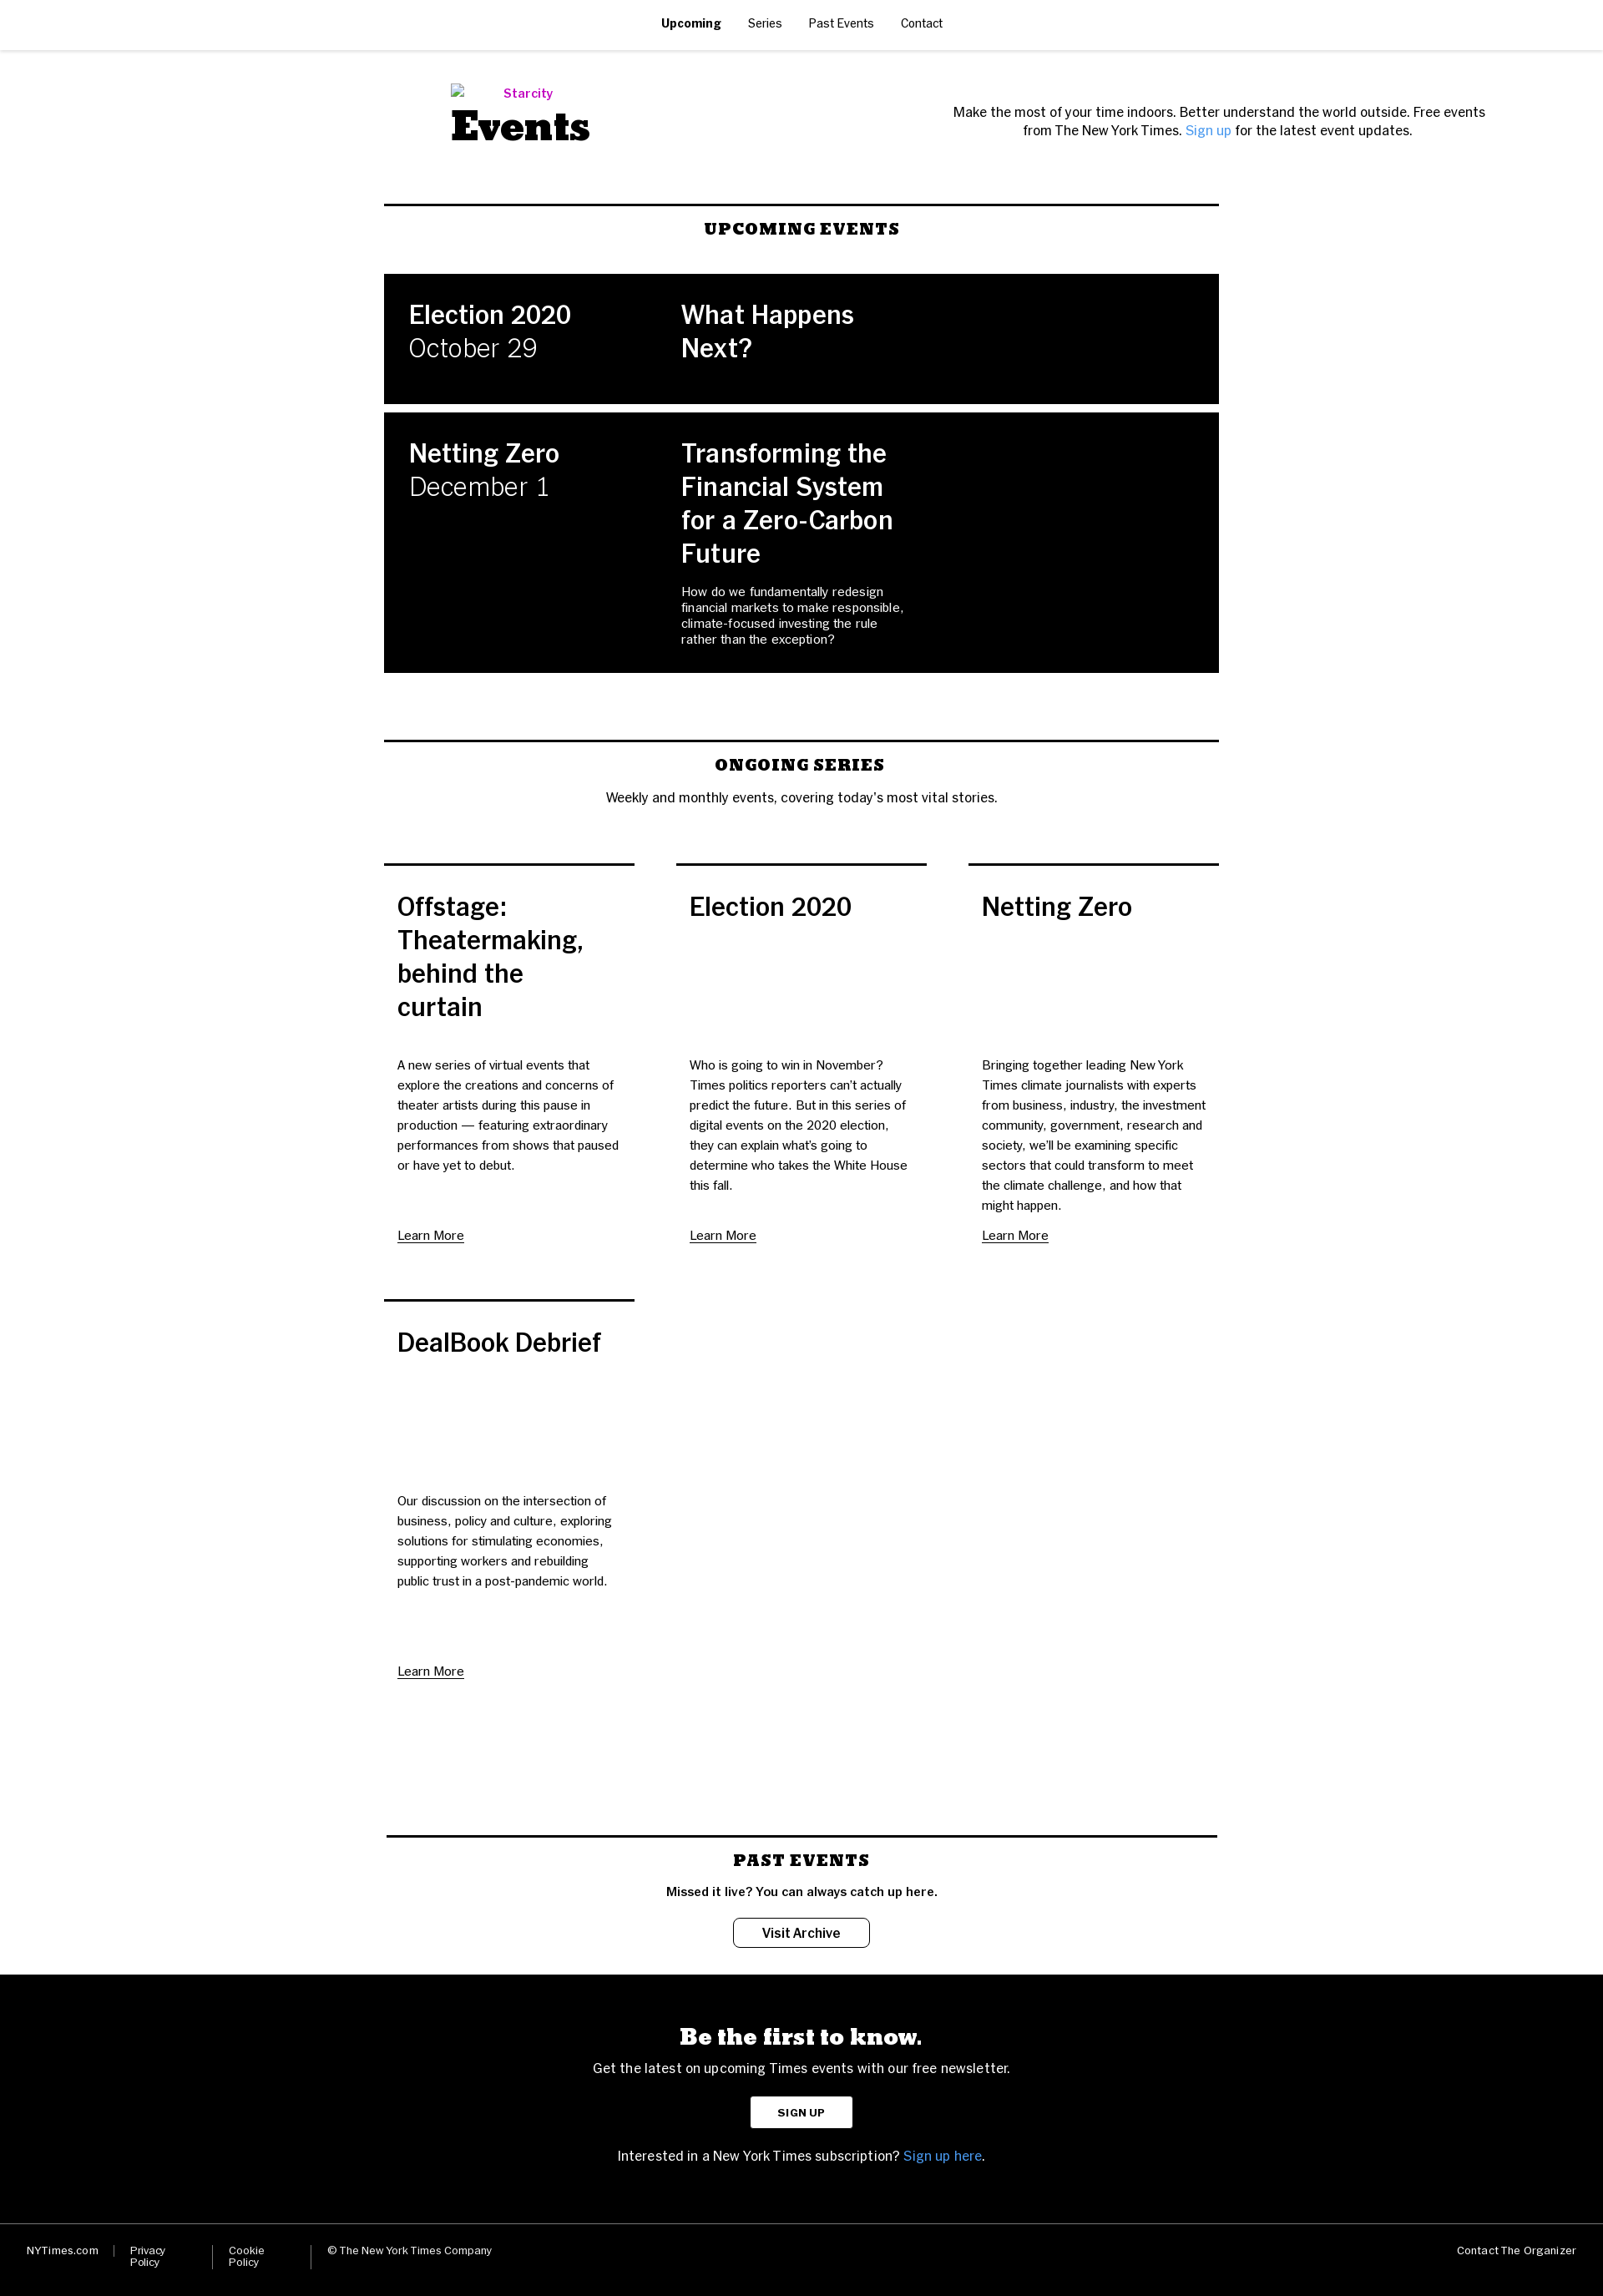 Upcoming Series Past Events Contact
Starcity
Events
Make the most of your time indoors. Better understand the world outside. Free events
from The New York Times. Sign up for the latest event updates.
UPCOMING EVENTS
Election 2020
October 29
What Happens
Next?
Netting Zero
December 1
Transforming the
Financial System
for a Zero-Carbon
Future
How do we fundamentally redesign
financial markets to make responsible,
climate-focused investing the rule
rather than the exception?
ONGOING SERIES
Weekly and monthly events, covering today's most vital stories.
Offstage:
Theatermaking,
behind the
curtain
A new series of virtual events that
explore the creations and concerns of
theater artists during this pause in
production — featuring extraordinary
performances from shows that paused
or have yet to debut.
Learn More
Election 2020
Who is going to win in November?
Times politics reporters can’t actually
predict the future. But in this series of
digital events on the 2020 election,
they can explain what’s going to
determine who takes the White House
this fall.
Learn More
Netting Zero
Bringing together leading New York
Times climate journalists with experts
from business, industry, the investment
community, government, research and
society, we’ll be examining specific
sectors that could transform to meet
the climate challenge, and how that
might happen.
Learn More
DealBook Debrief
Our discussion on the intersection of
business, policy and culture, exploring
solutions for stimulating economies,
supporting workers and rebuilding
public trust in a post-pandemic world.
Learn More
PAST EVENTS
Missed it live? You can always catch up here.
Visit Archive
Be the first to know.
Get the latest on upcoming Times events with our free newsletter.
SIGN UP
Interested in a New York Times subscription? Sign up here.
NYTimes.com
Privacy
Policy
Cookie
Policy
© The New York Times Company
Contact The Organizer